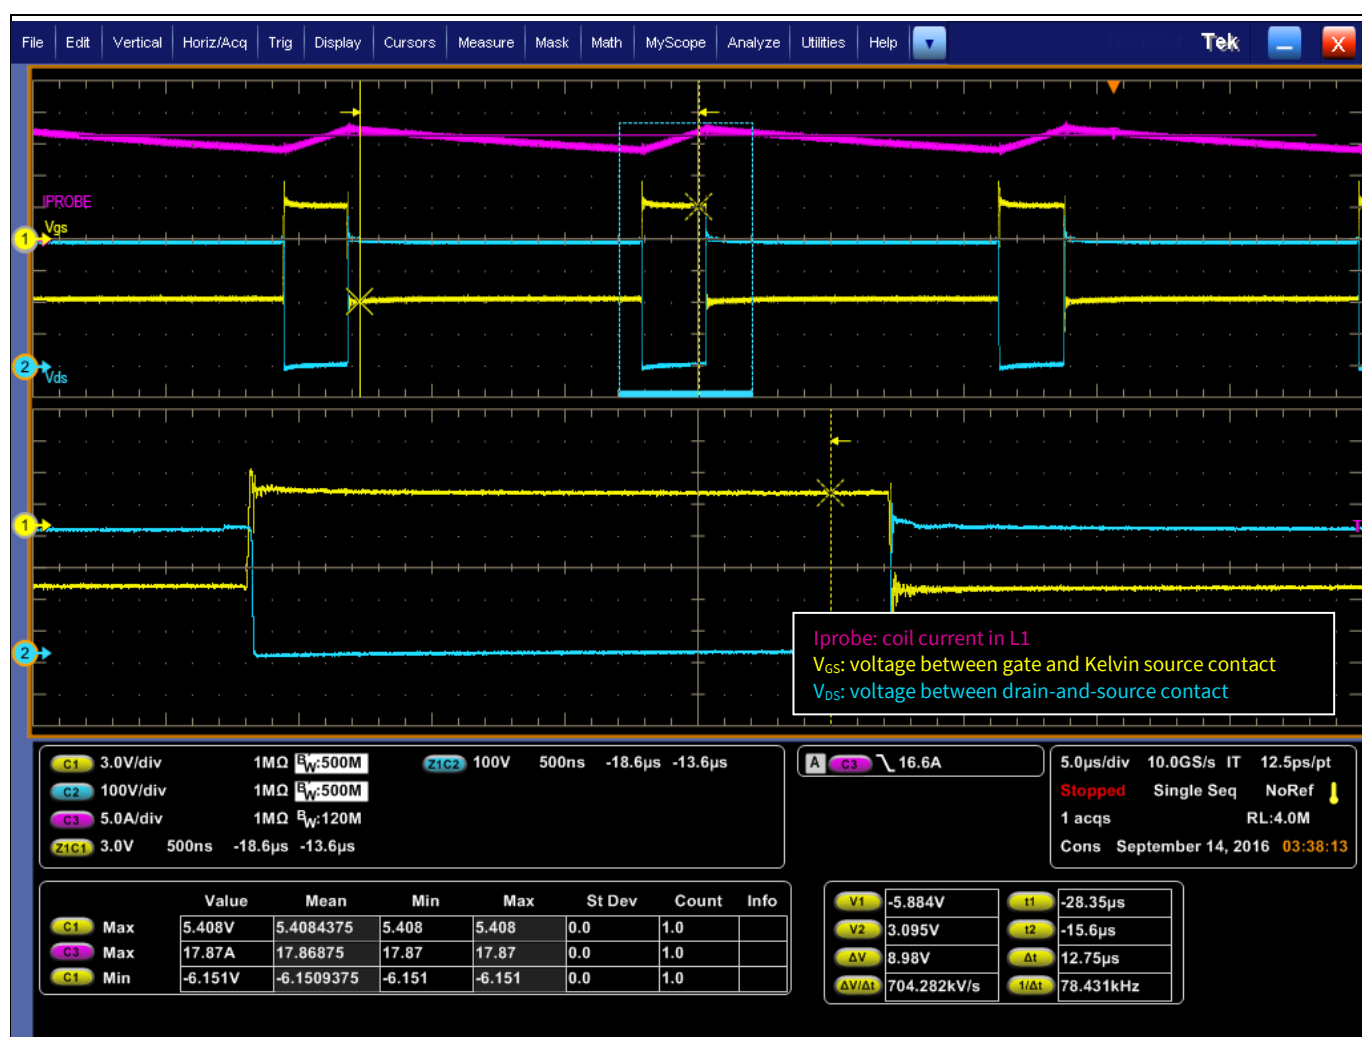 File Edit Vertical Horiz/Acq Trig Display Cursors Measure Mask Math MyScope Analyze Utilities Help Tek X
IPROBE
Vgs
1
2
Vds
1
T
2
Iprobe: coil current in L1
VGS: voltage between gate and Kelvin source contact
VDS: voltage between drain-and-source contact
C1 3.0V/div 1MΩ BW:500M Z1C2 100V 500ns -18.6µs -13.6µs
C2 100V/div 1MΩ BW:500M
C3 5.0A/div 1MΩ BW:120M
Z1C1 3.0V 500ns -18.6µs -13.6µs
A C3 16.6A
5.0µs/div 10.0GS/s IT 12.5ps/pt
Stopped Single Seq NoRef
1 acqs RL:4.0M
Cons September 14, 2016 03:38:13
Value Mean Min Max St Dev Count Info
C1 Max 5.408V 5.4084375 5.408 5.408 0.0 1.0
C3 Max 17.87A 17.86875 17.87 17.87 0.0 1.0
C1 Min -6.151V -6.1509375 -6.151 -6.151 0.0 1.0
V1 -5.884V t1 -28.35µs
V2 3.095V t2 -15.6µs
ΔV 8.98V Δt 12.75µs
ΔV/Δt 704.282kV/s 1/Δt 78.431kHz